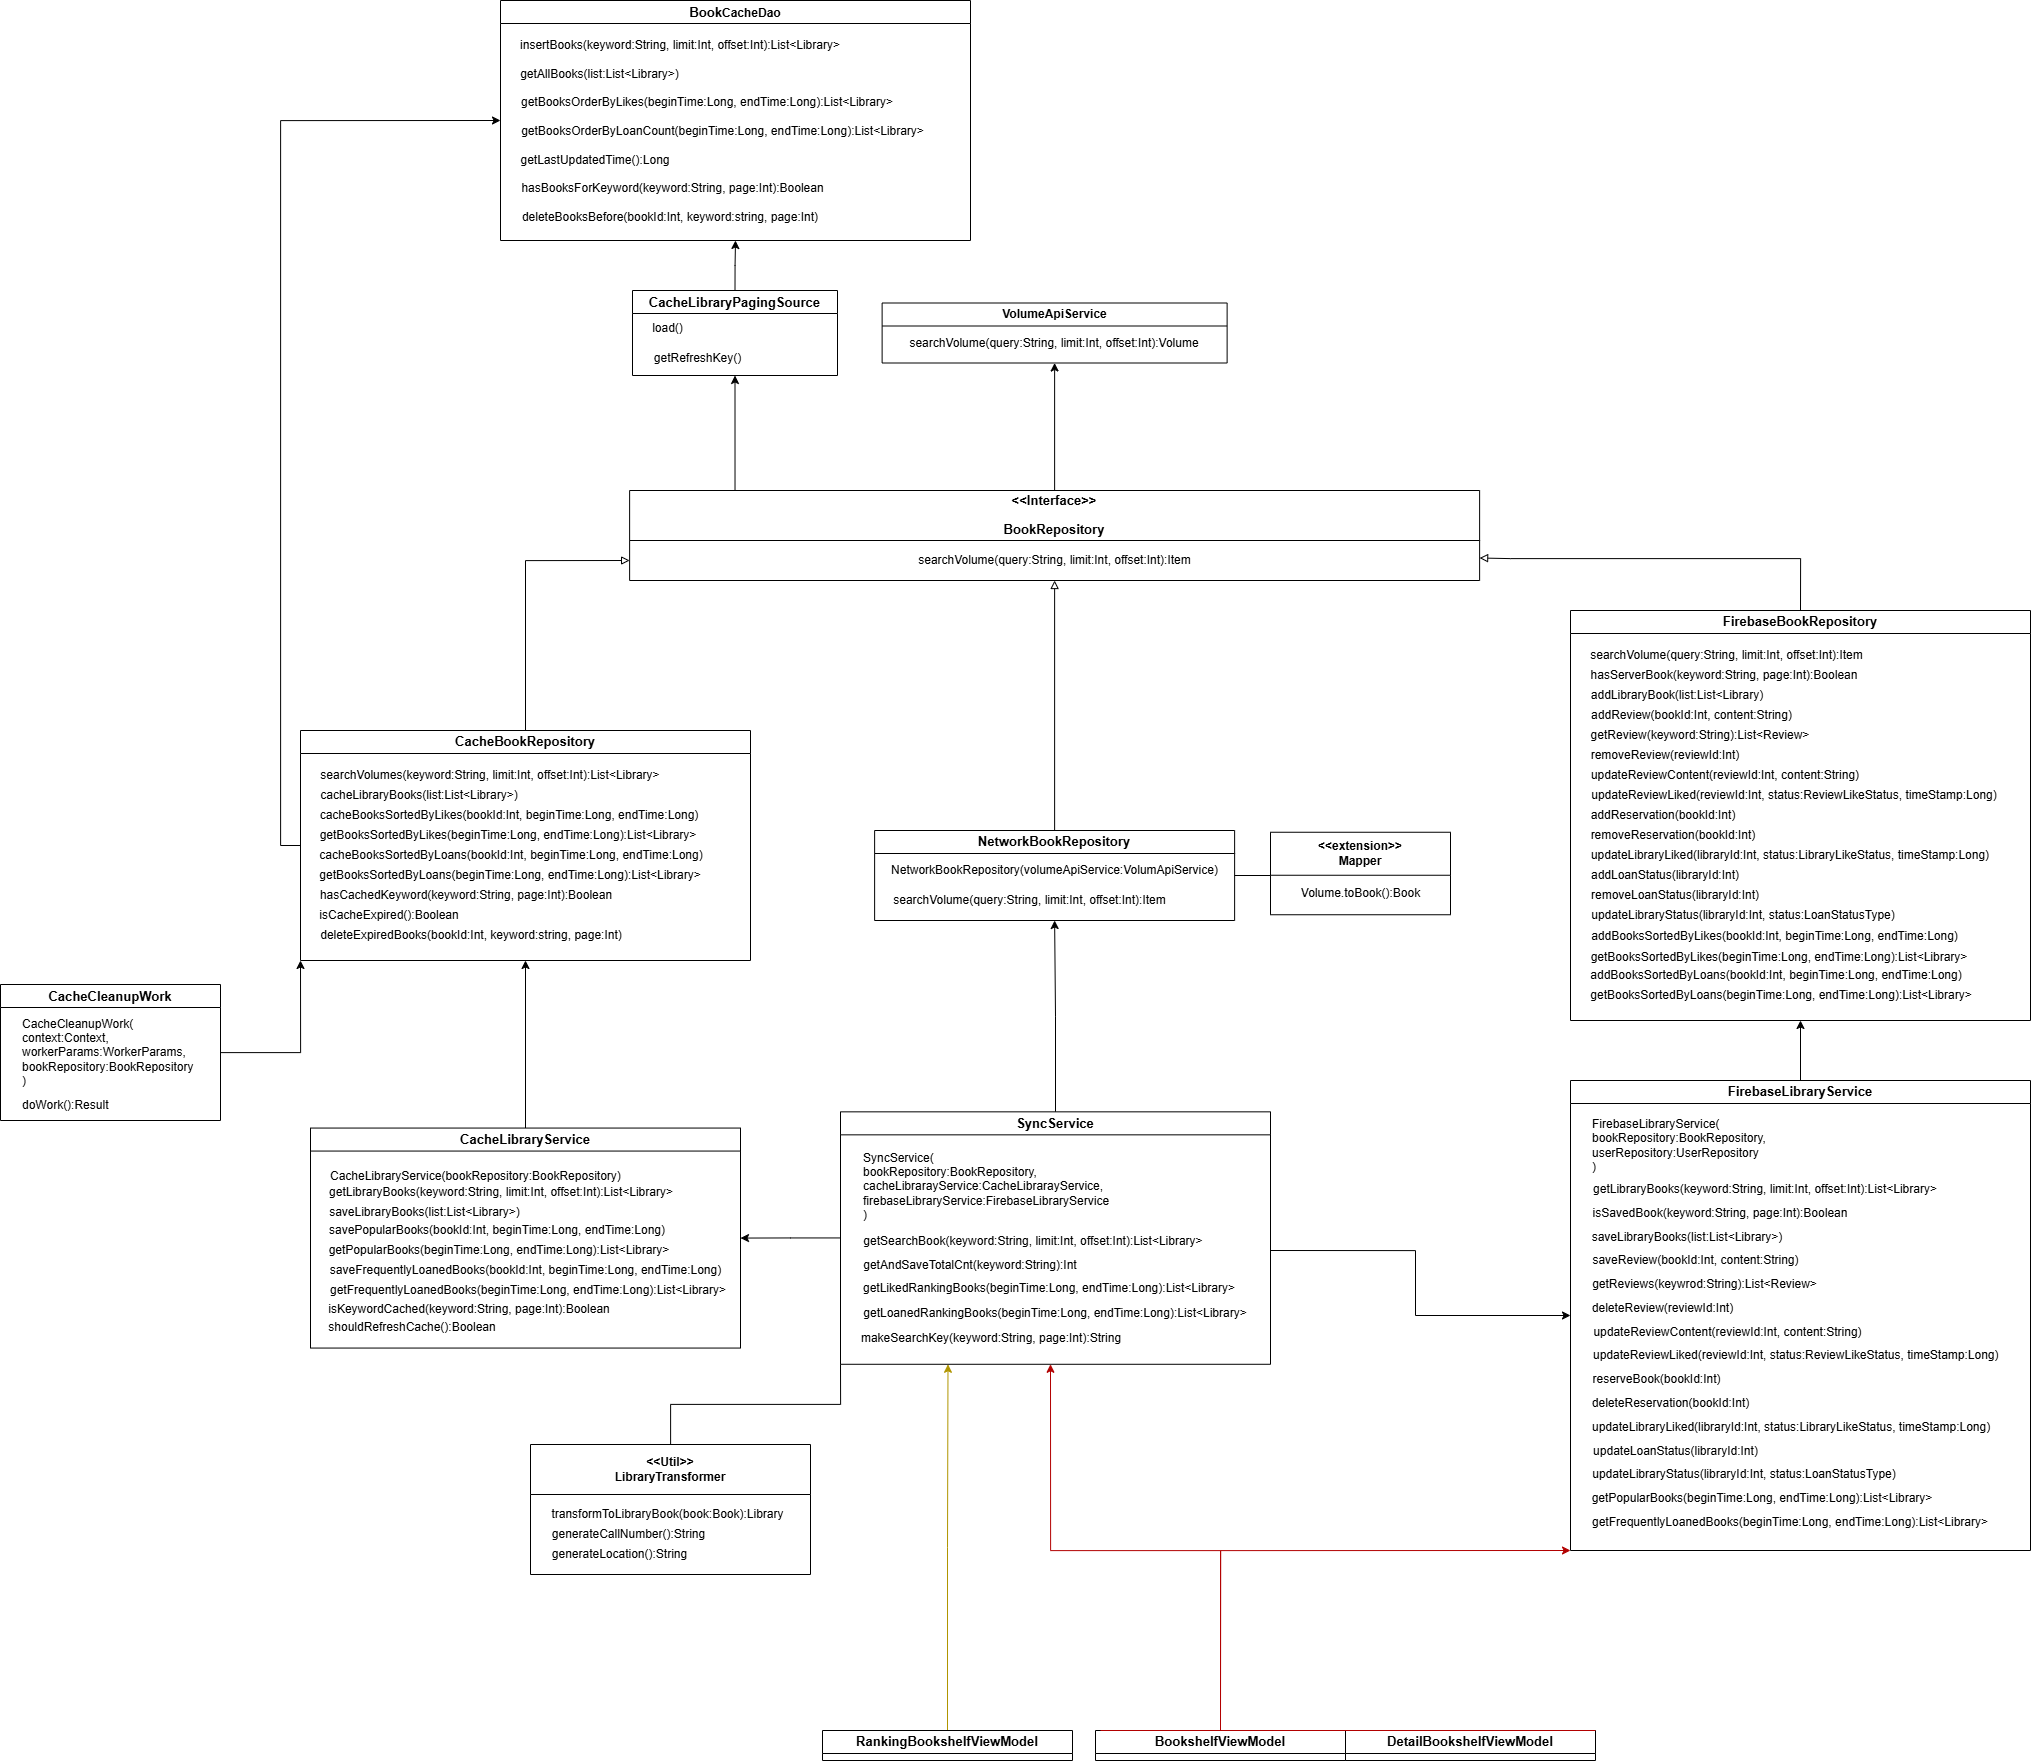 BookCacheDao
insertBooks(keyword:String, limit:Int, offset:Int):List<Library>
getAllBooks(list:List<Library>)
getBooksOrderByLikes(beginTime:Long, endTime:Long):List<Library>
getBooksOrderByLoanCount(beginTime:Long, endTime:Long):List<Library>
getLastUpdatedTime():Long
hasBooksForKeyword(keyword:String, page:Int):Boolean
deleteBooksBefore(bookId:Int, keyword:string, page:Int)
CacheLibraryPagingSource
load()
getRefreshKey()
VolumeApiService
searchVolume(query:String, limit:Int, offset:Int):Volume
<<Interface>>
BookRepository
searchVolume(query:String, limit:Int, offset:Int):Item
FirebaseBookRepository
searchVolume(query:String, limit:Int, offset:Int):Item
hasServerBook(keyword:String, page:Int):Boolean
addLibraryBook(list:List<Library)
addReview(bookId:Int, content:String)
getReview(keyword:String):List<Review>
removeReview(reviewId:Int)
updateReviewContent(reviewId:Int, content:String)
updateReviewLiked(reviewId:Int, status:ReviewLikeStatus, timeStamp:Long)
addReservation(bookId:Int)
removeReservation(bookId:Int)
updateLibraryLiked(libraryId:Int, status:LibraryLikeStatus, timeStamp:Long)
addLoanStatus(libraryId:Int)
removeLoanStatus(libraryId:Int)
updateLibraryStatus(libraryId:Int, status:LoanStatusType)
addBooksSortedByLikes(bookId:Int, beginTime:Long, endTime:Long)
getBooksSortedByLikes(beginTime:Long, endTime:Long):List<Library>
addBooksSortedByLoans(bookId:Int, beginTime:Long, endTime:Long)
getBooksSortedByLoans(beginTime:Long, endTime:Long):List<Library>
CacheBookRepository
searchVolumes(keyword:String, limit:Int, offset:Int):List<Library>
cacheLibraryBooks(list:List<Library>)
cacheBooksSortedByLikes(bookId:Int, beginTime:Long, endTime:Long)
getBooksSortedByLikes(beginTime:Long, endTime:Long):List<Library>
cacheBooksSortedByLoans(bookId:Int, beginTime:Long, endTime:Long)
getBooksSortedByLoans(beginTime:Long, endTime:Long):List<Library>
hasCachedKeyword(keyword:String, page:Int):Boolean
isCacheExpired():Boolean
deleteExpiredBooks(bookId:Int, keyword:string, page:Int)
NetworkBookRepository
NetworkBookRepository(volumeApiService:VolumApiService)
searchVolume(query:String, limit:Int, offset:Int):Item
<<extension>>
Mapper
Volume.toBook():Book
CacheCleanupWork
CacheCleanupWork(
context:Context,
workerParams:WorkerParams,
bookRepository:BookRepository
)
doWork():Result
CacheLibraryService
CacheLibraryService(bookRepository:BookRepository)
getLibraryBooks(keyword:String, limit:Int, offset:Int):List<Library>
saveLibraryBooks(list:List<Library>)
savePopularBooks(bookId:Int, beginTime:Long, endTime:Long)
getPopularBooks(beginTime:Long, endTime:Long):List<Library>
saveFrequentlyLoanedBooks(bookId:Int, beginTime:Long, endTime:Long)
getFrequentlyLoanedBooks(beginTime:Long, endTime:Long):List<Library>
isKeywordCached(keyword:String, page:Int):Boolean
shouldRefreshCache():Boolean
SyncService
SyncService(
bookRepository:BookRepository,
cacheLibrarayService:CacheLibrarayService,
firebaseLibraryService:FirebaseLibraryService
)
getSearchBook(keyword:String, limit:Int, offset:Int):List<Library>
getAndSaveTotalCnt(keyword:String):Int
getLikedRankingBooks(beginTime:Long, endTime:Long):List<Library>
getLoanedRankingBooks(beginTime:Long, endTime:Long):List<Library>
makeSearchKey(keyword:String, page:Int):String
FirebaseLibraryService
FirebaseLibraryService(
bookRepository:BookRepository,
userRepository:UserRepository
)
getLibraryBooks(keyword:String, limit:Int, offset:Int):List<Library>
isSavedBook(keyword:String, page:Int):Boolean
saveLibraryBooks(list:List<Library>)
saveReview(bookId:Int, content:String)
getReviews(keywrod:String):List<Review>
deleteReview(reviewId:Int)
updateReviewContent(reviewId:Int, content:String)
updateReviewLiked(reviewId:Int, status:ReviewLikeStatus, timeStamp:Long)
reserveBook(bookId:Int)
deleteReservation(bookId:Int)
updateLibraryLiked(libraryId:Int, status:LibraryLikeStatus, timeStamp:Long)
updateLoanStatus(libraryId:Int)
updateLibraryStatus(libraryId:Int, status:LoanStatusType)
getPopularBooks(beginTime:Long, endTime:Long):List<Library>
getFrequentlyLoanedBooks(beginTime:Long, endTime:Long):List<Library>
<<Util>>
LibraryTransformer
transformToLibraryBook(book:Book):Library
generateCallNumber():String
generateLocation():String
RankingBookshelfViewModel
BookshelfViewModel
DetailBookshelfViewModel